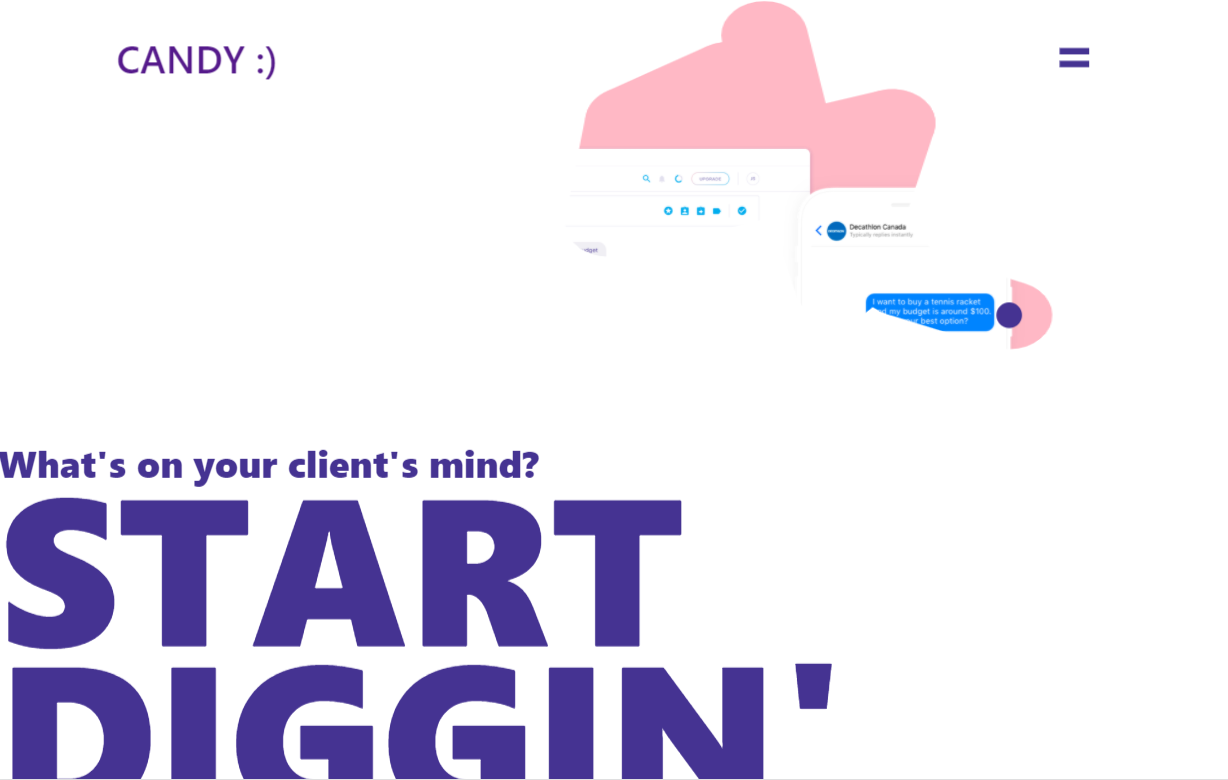 CANDY :)
UPGRADE
Decathlon Canada
Typically replies instantly
I want to buy a tennis racket
my budget is around $100.
best option?
What's on your client's mind?
START
DIGGIN'